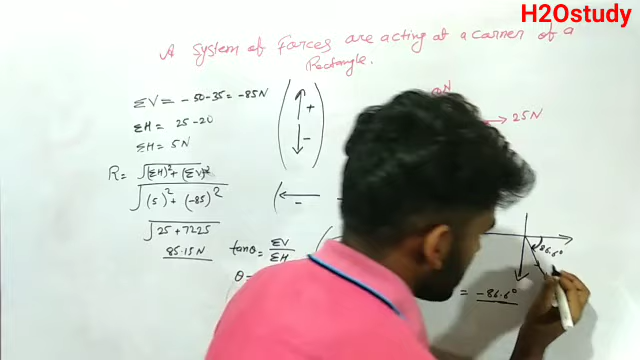 H2Ostudy
A System of Forces are acting at a corner of a
Rectangle.
ΣV = - 50-35 = -85N
+
-
ΣH = 25-20
ΣH = 5N
25N
R = √(ΣH)²+(ΣV)²
√(5)²+(-85)²
-
√25+7225
85.15N
tanθ = ΣV/ΣH
θ =
= -86.6°
86.6°